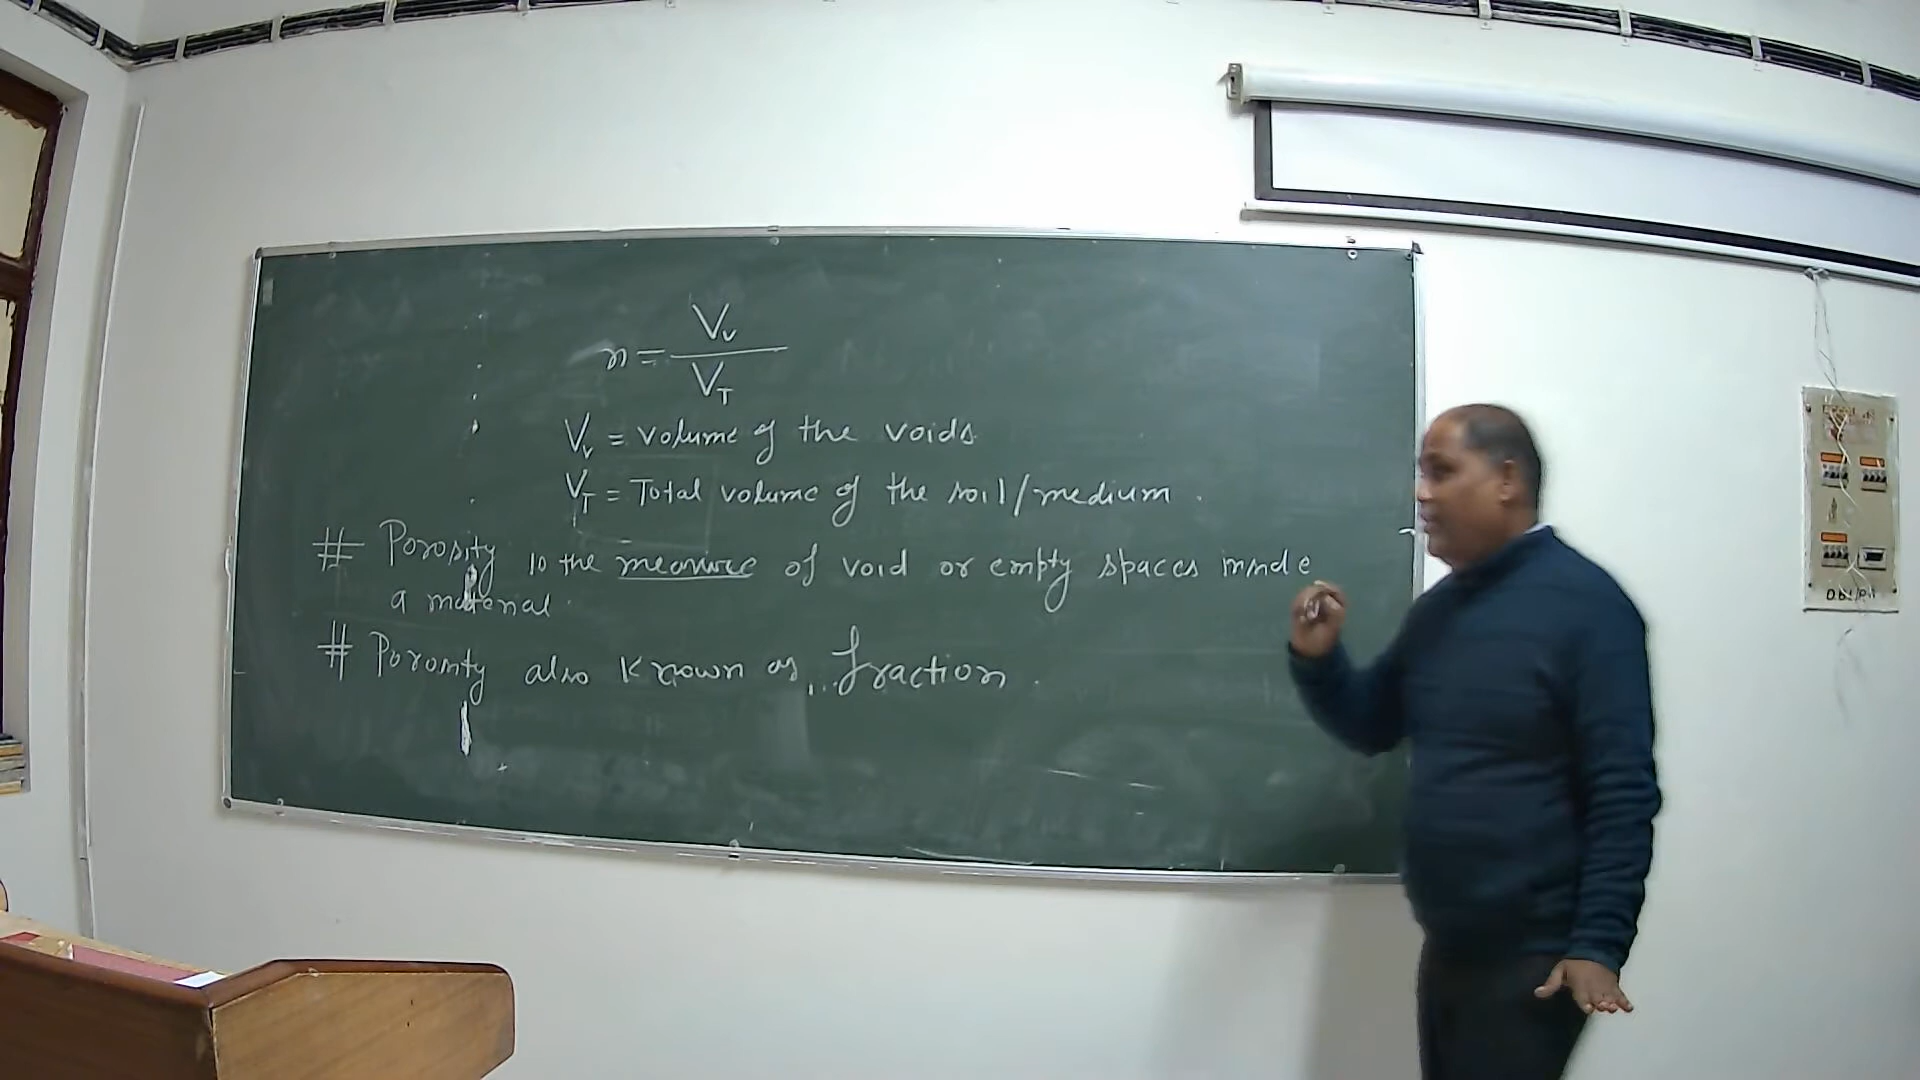 n = Vv / VT
Vv = volume of the voids
VT = Total volume of the soil/medium.
# Porosity is the measure of void or empty spaces inside
a material.
# Porosity also known as ... fraction.